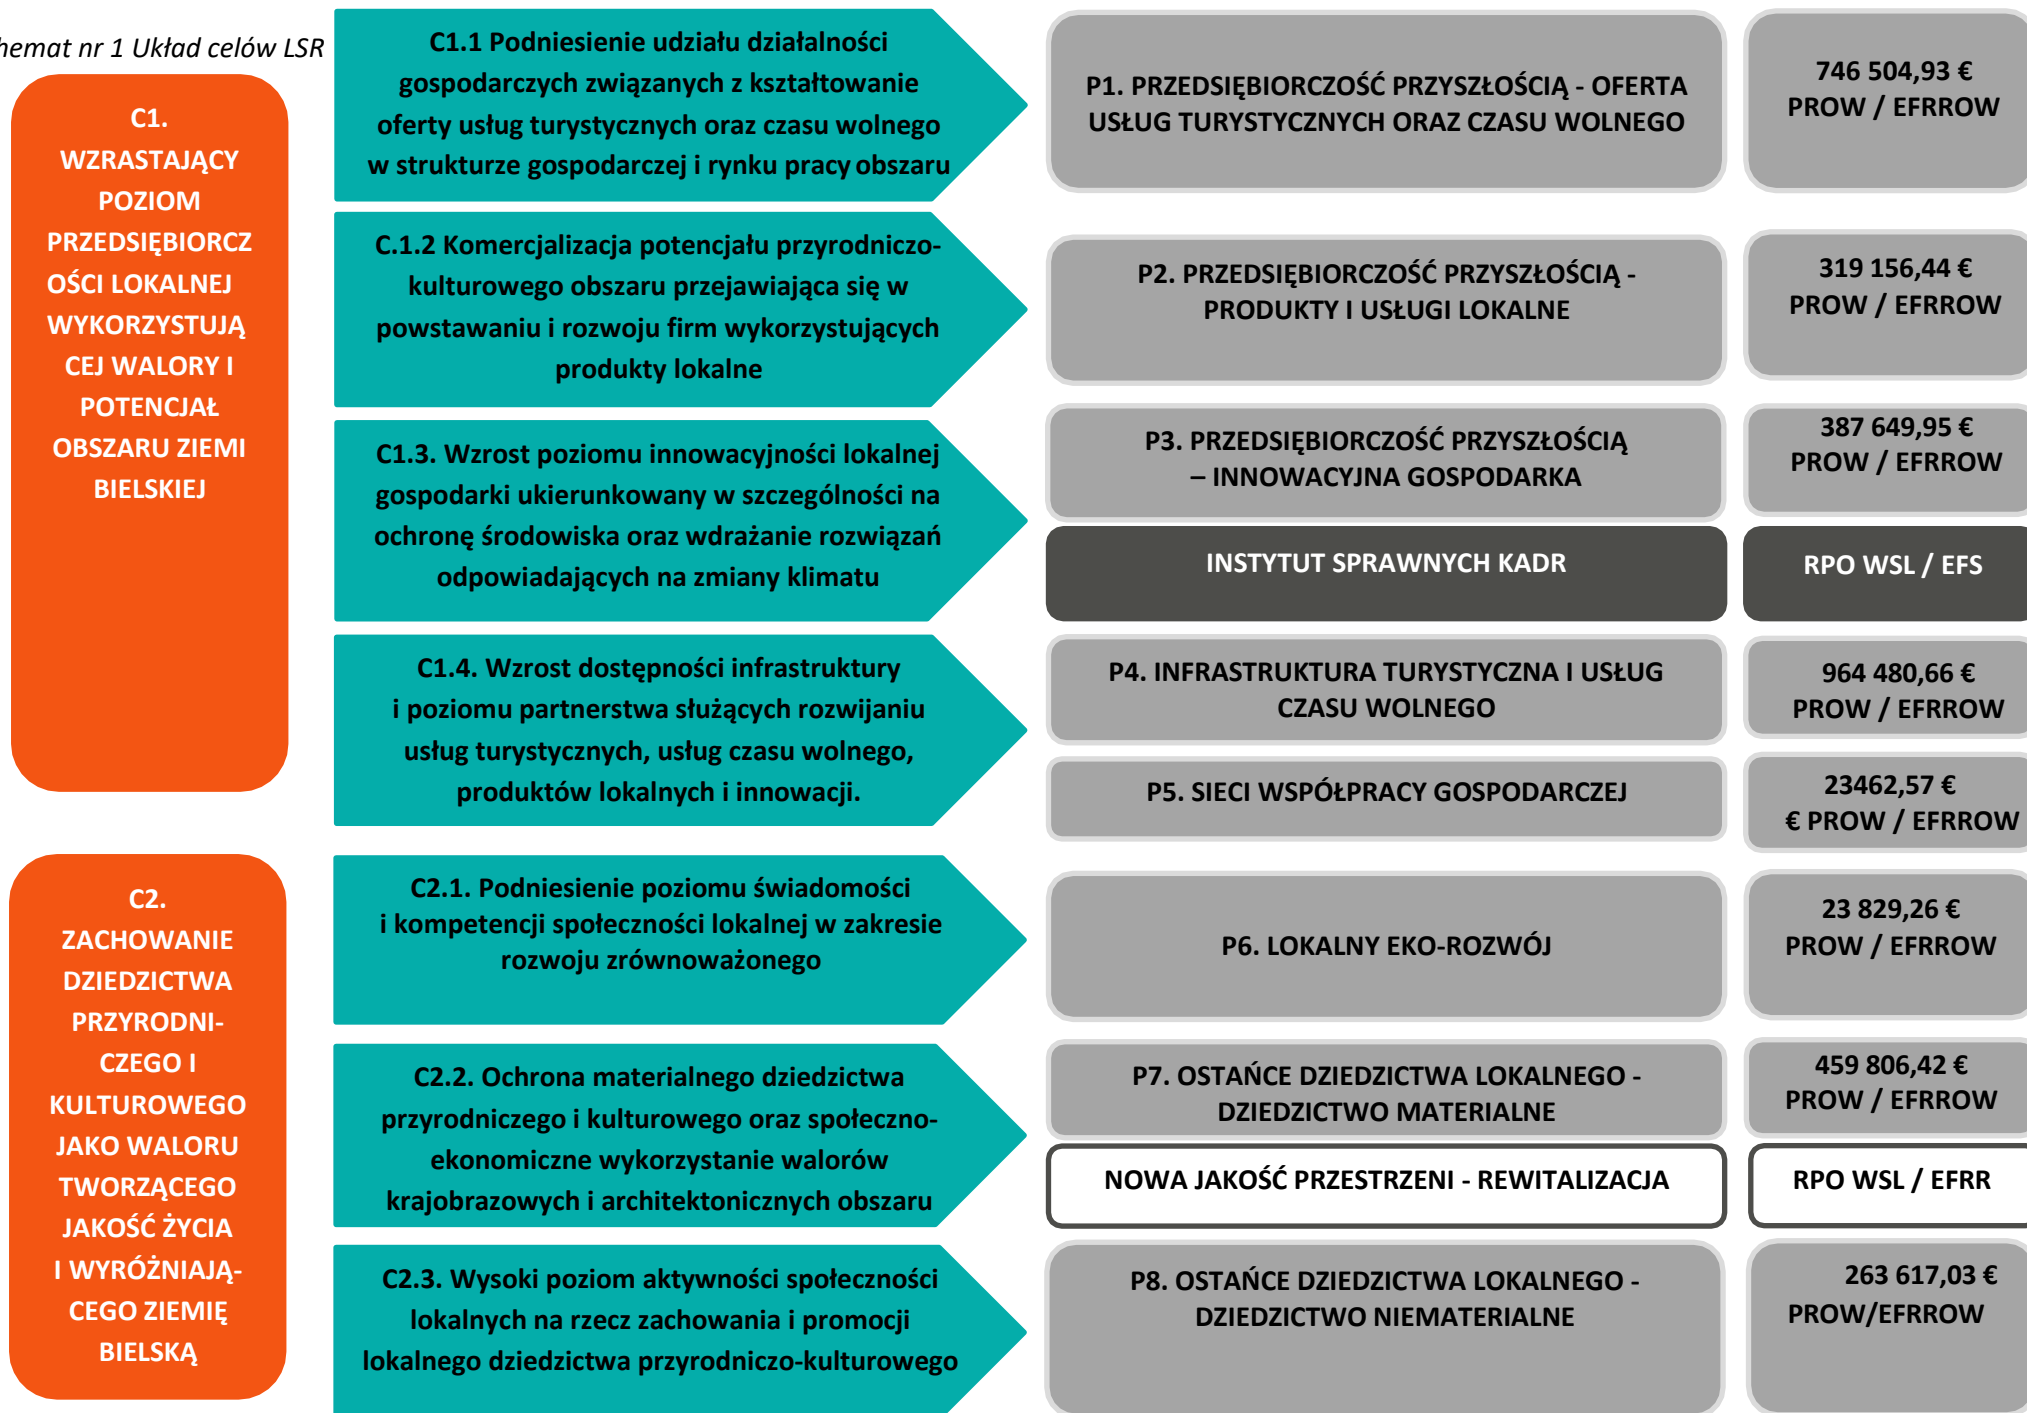 hemat nr 1 Układ celów LSR
C1.
WZRASTAJĄCY
POZIOM
PRZEDSIĘBIORCZ
OŚCI LOKALNEJ
WYKORZYSTUJĄ
CEJ WALORY I
POTENCJAŁ
OBSZARU ZIEMI
BIELSKIEJ
C1.1 Podniesienie udziału działalności
gospodarczych związanych z kształtowanie
oferty usług turystycznych oraz czasu wolnego
w strukturze gospodarczej i rynku pracy obszaru
P1. PRZEDSIĘBIORCZOŚĆ PRZYSZŁOŚCIĄ - OFERTA
USŁUG TURYSTYCZNYCH ORAZ CZASU WOLNEGO
746 504,93 €
PROW / EFRROW
C.1.2 Komercjalizacja potencjału przyrodniczo-
kulturowego obszaru przejawiająca się w
powstawaniu i rozwoju firm wykorzystujących
produkty lokalne
P2. PRZEDSIĘBIORCZOŚĆ PRZYSZŁOŚCIĄ -
PRODUKTY I USŁUGI LOKALNE
319 156,44 €
PROW / EFRROW
C1.3. Wzrost poziomu innowacyjności lokalnej
gospodarki ukierunkowany w szczególności na
ochronę środowiska oraz wdrażanie rozwiązań
odpowiadających na zmiany klimatu
P3. PRZEDSIĘBIORCZOŚĆ PRZYSZŁOŚCIĄ
– INNOWACYJNA GOSPODARKA
387 649,95 €
PROW / EFRROW
INSTYTUT SPRAWNYCH KADR
RPO WSL / EFS
C1.4. Wzrost dostępności infrastruktury
i poziomu partnerstwa służących rozwijaniu
usług turystycznych, usług czasu wolnego,
produktów lokalnych i innowacji.
P4. INFRASTRUKTURA TURYSTYCZNA I USŁUG
CZASU WOLNEGO
964 480,66 €
PROW / EFRROW
P5. SIECI WSPÓŁPRACY GOSPODARCZEJ
23462,57 €
€ PROW / EFRROW
C2.
ZACHOWANIE
DZIEDZICTWA
PRZYRODNI-
CZEGO I
KULTUROWEGO
JAKO WALORU
TWORZĄCEGO
JAKOŚĆ ŻYCIA
I WYRÓŻNIAJĄ-
CEGO ZIEMIĘ
BIELSKĄ
C2.1. Podniesienie poziomu świadomości
i kompetencji społeczności lokalnej w zakresie
rozwoju zrównoważonego
P6. LOKALNY EKO-ROZWÓJ
23 829,26 €
PROW / EFRROW
C2.2. Ochrona materialnego dziedzictwa
przyrodniczego i kulturowego oraz społeczno-
ekonomiczne wykorzystanie walorów
krajobrazowych i architektonicznych obszaru
P7. OSTAŃCE DZIEDZICTWA LOKALNEGO -
DZIEDZICTWO MATERIALNE
459 806,42 €
PROW / EFRROW
NOWA JAKOŚĆ PRZESTRZENI - REWITALIZACJA
RPO WSL / EFRR
C2.3. Wysoki poziom aktywności społeczności
lokalnych na rzecz zachowania i promocji
lokalnego dziedzictwa przyrodniczo-kulturowego
P8. OSTAŃCE DZIEDZICTWA LOKALNEGO -
DZIEDZICTWO NIEMATERIALNE
263 617,03 €
PROW/EFRROW